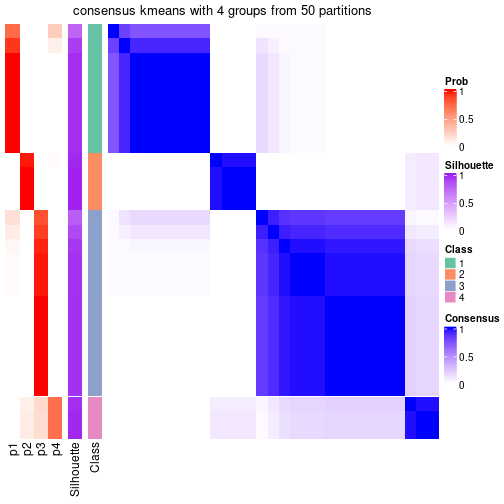 consensus kmeans with 4 groups from 50 partitions
Prob
1
0.5
0
Silhouette
1
0.5
0
Class
1
2
3
4
Consensus
1
0.5
0
p1
p2
p3
p4
Silhouette
Class